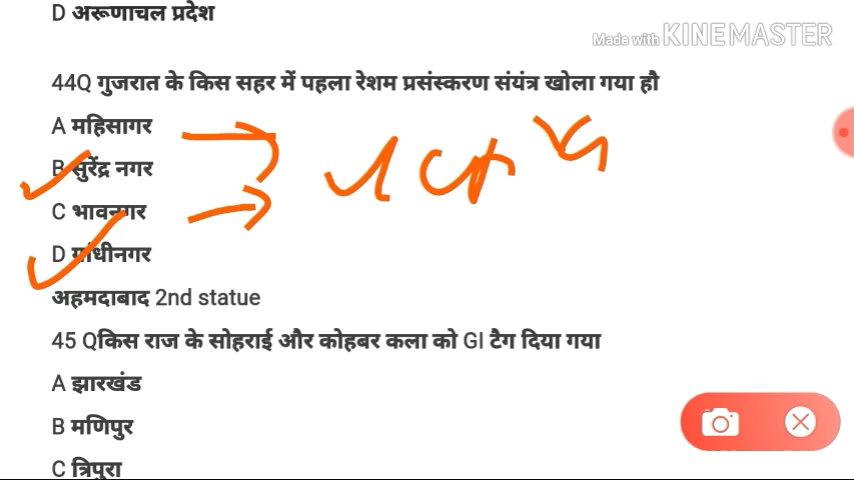 D अरूणाचल प्रदेश
Made with KINEMASTER
44Q गुजरात के किस सहर में पहला रेशम प्रसंस्करण संयंत्र खोला गया हौ
A महिसागर
B सुरेंद्र नगर
C भावनगर
D गांधीनगर
अहमदाबाद 2nd statue
45 Qकिस राज के सोहराई और कोहबर कला को GI टैग दिया गया
A झारखंड
B मणिपुर
C त्रिपुरा